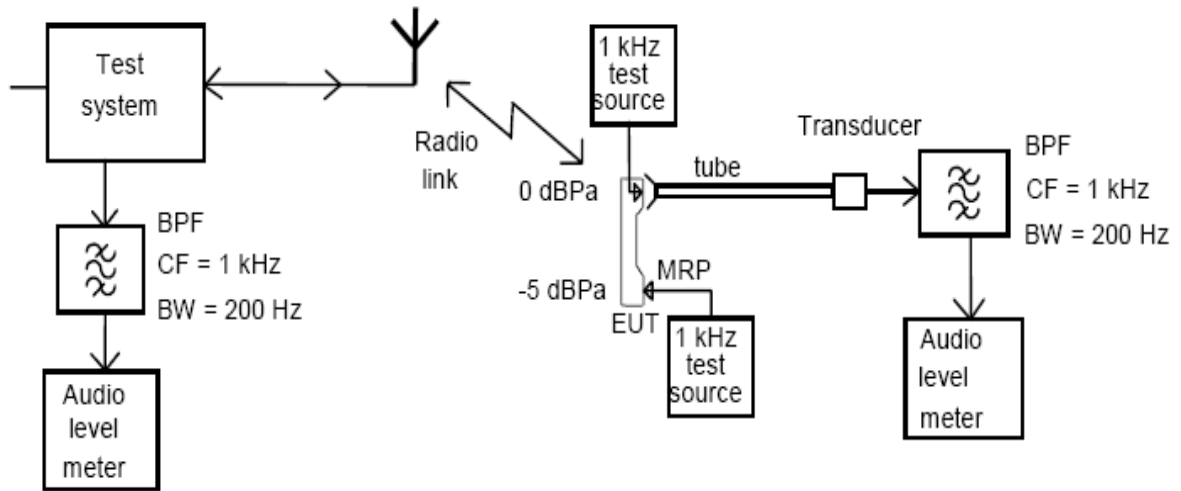 Test
system
BPF
CF = 1 kHz
BW = 200 Hz
Audio
level
meter
Radio
link
1 kHz
test
source
0 dBPa
tube
Transducer
BPF
CF = 1 kHz
BW = 200 Hz
-5 dBPa
MRP
EUT
1 kHz
test
source
Audio
level
meter